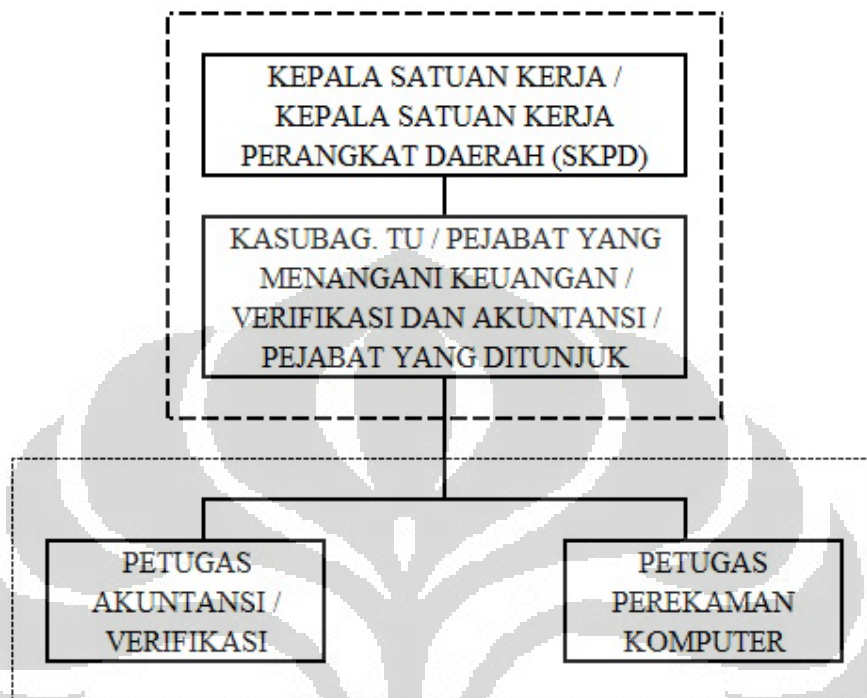 KEPALA SATUAN KERJA /
KEPALA SATUAN KERJA
PERANGKAT DAERAH (SKPD)
KASUBAG. TU / PEJABAT YANG
MENANGANI KEUANGAN /
VERIFIKASI DAN AKUNTANSI /
PEJABAT YANG DITUNJUK
PETUGAS
AKUNTANSI /
VERIFIKASI
PETUGAS
PEREKAMAN
KOMPUTER